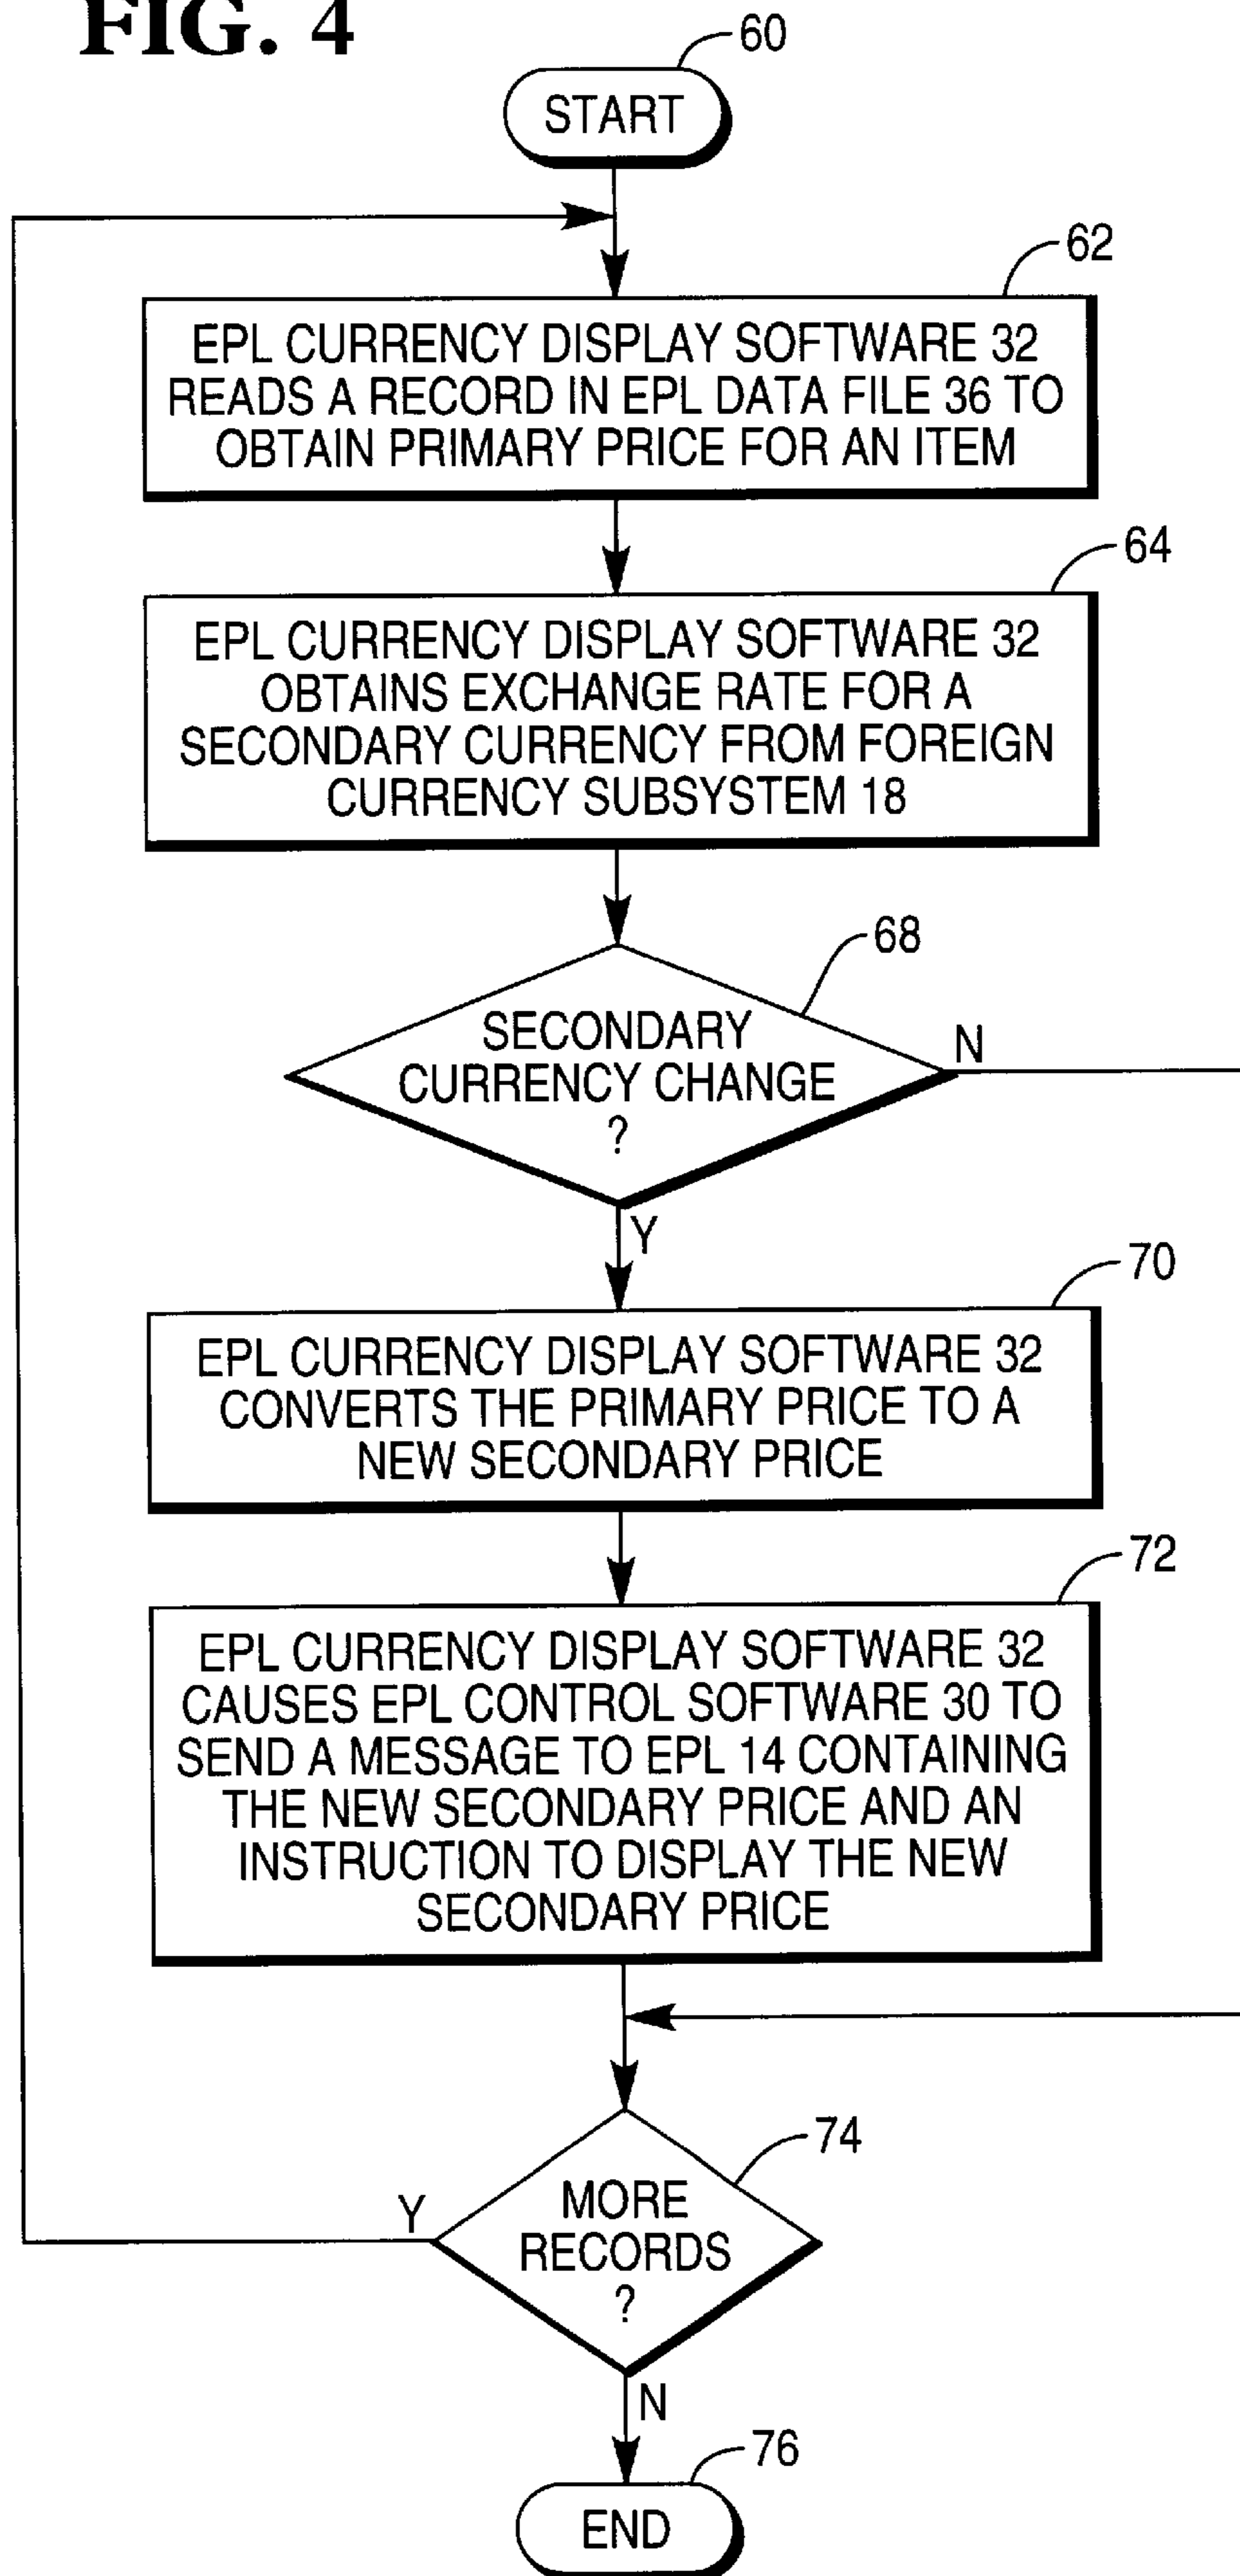 FIG. 4
60
START
62
EPL CURRENCY DISPLAY SOFTWARE 32
READS A RECORD IN EPL DATA FILE 36 TO
OBTAIN PRIMARY PRICE FOR AN ITEM
64
EPL CURRENCY DISPLAY SOFTWARE 32
OBTAINS EXCHANGE RATE FOR A
SECONDARY CURRENCY FROM FOREIGN
CURRENCY SUBSYSTEM 18
68
SECONDARY
CURRENCY CHANGE
?
N
Y
70
EPL CURRENCY DISPLAY SOFTWARE 32
CONVERTS THE PRIMARY PRICE TO A
NEW SECONDARY PRICE
72
EPL CURRENCY DISPLAY SOFTWARE 32
CAUSES EPL CONTROL SOFTWARE 30 TO
SEND A MESSAGE TO EPL 14 CONTAINING
THE NEW SECONDARY PRICE AND AN
INSTRUCTION TO DISPLAY THE NEW
SECONDARY PRICE
74
MORE
RECORDS
?
Y
N
76
END